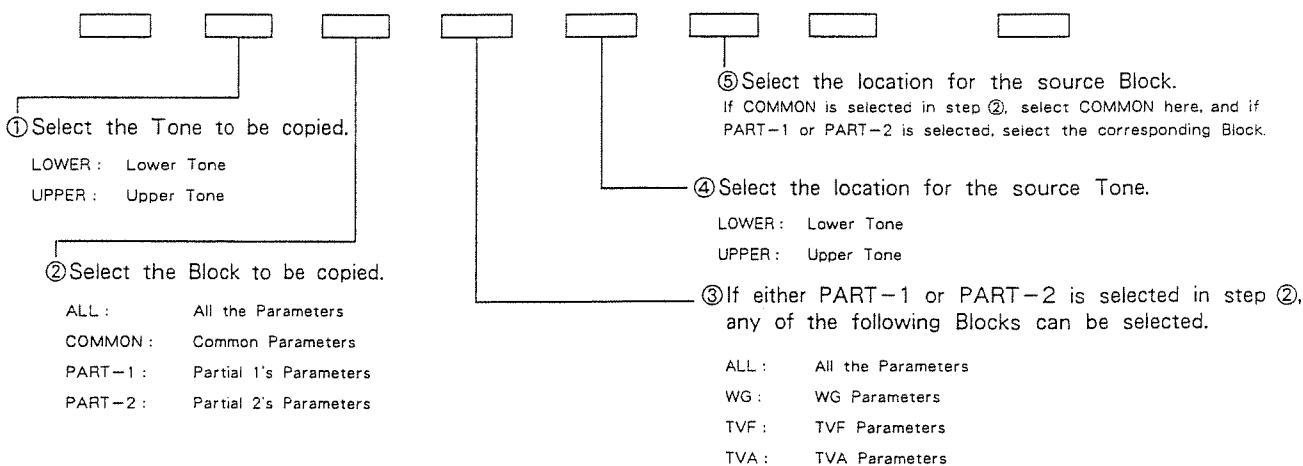 ①Select the Tone to be copied.
LOWER : Lower Tone
UPPER : Upper Tone
②Select the Block to be copied.
ALL : All the Parameters
COMMON : Common Parameters
PART-1 : Partial 1's Parameters
PART-2 : Partial 2's Parameters
③If either PART-1 or PART-2 is selected in step ②,
any of the following Blocks can be selected.
ALL : All the Parameters
WG : WG Parameters
TVF : TVF Parameters
TVA : TVA Parameters
④Select the location for the source Tone.
LOWER : Lower Tone
UPPER : Upper Tone
⑤Select the location for the source Block.
If COMMON is selected in step ②, select COMMON here, and if
PART-1 or PART-2 is selected, select the corresponding Block.